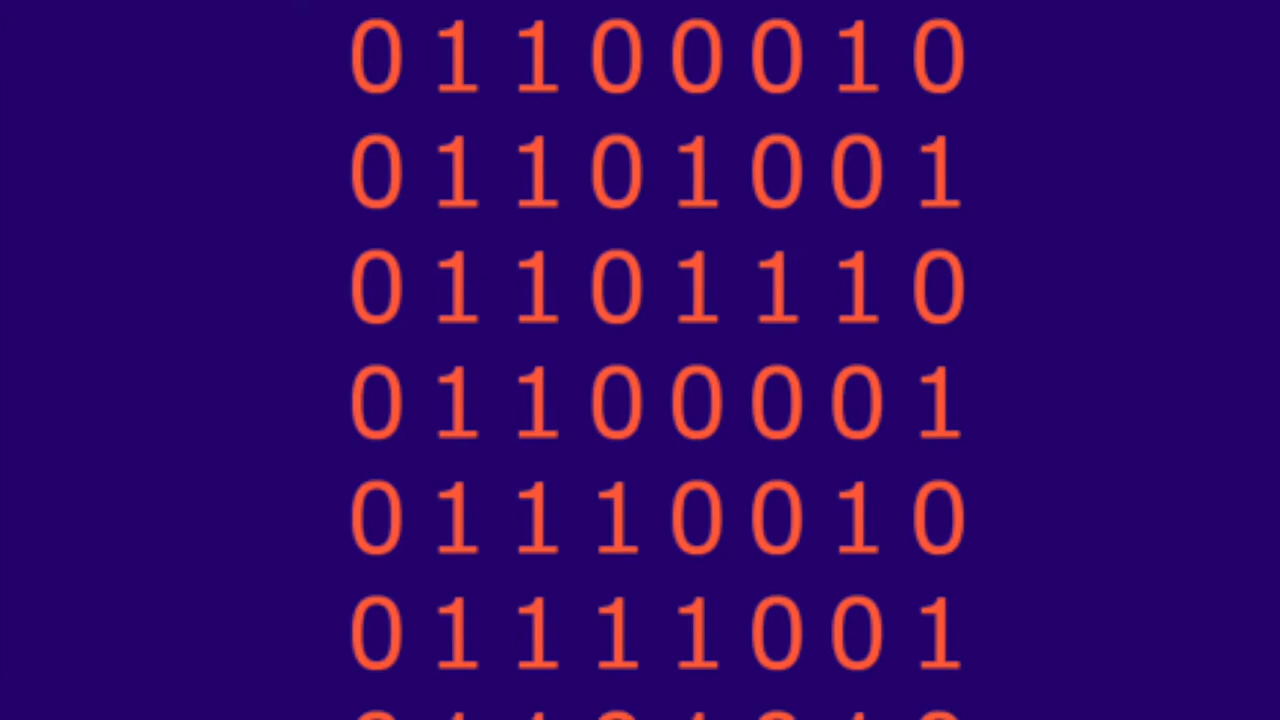 0 1 1 0 0 0 1 0
0 1 1 0 1 0 0 1
0 1 1 0 1 1 1 0
0 1 1 0 0 0 0 1
0 1 1 1 0 0 1 0
0 1 1 1 1 0 0 1